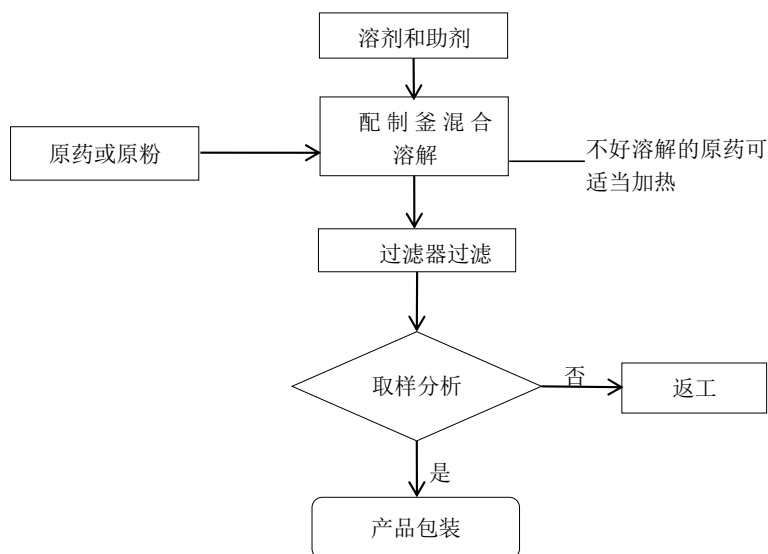 溶剂和助剂
配制釜混合
溶解
原药或原粉
不好溶解的原药可
适当加热
过滤器过滤
取样分析
否
返工
是
产品包装